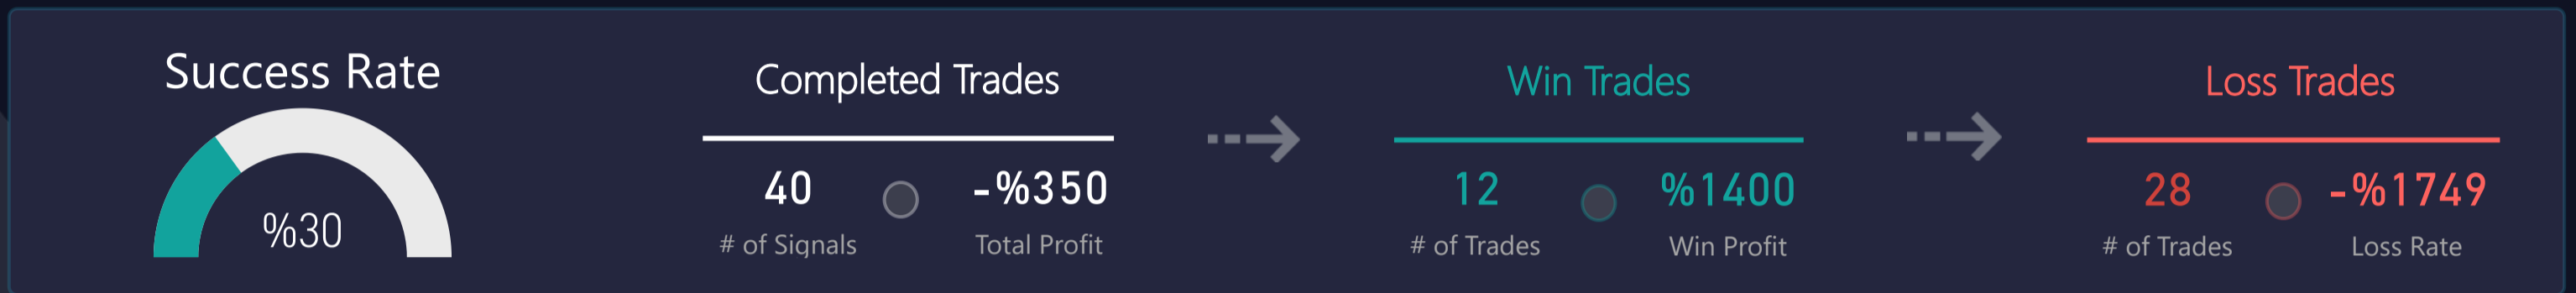 Success Rate
%30
Completed Trades
40
-%350
# of Signals
Total Profit
Win Trades
12
%1400
# of Trades
Win Profit
Loss Trades
28
-%1749
# of Trades
Loss Rate